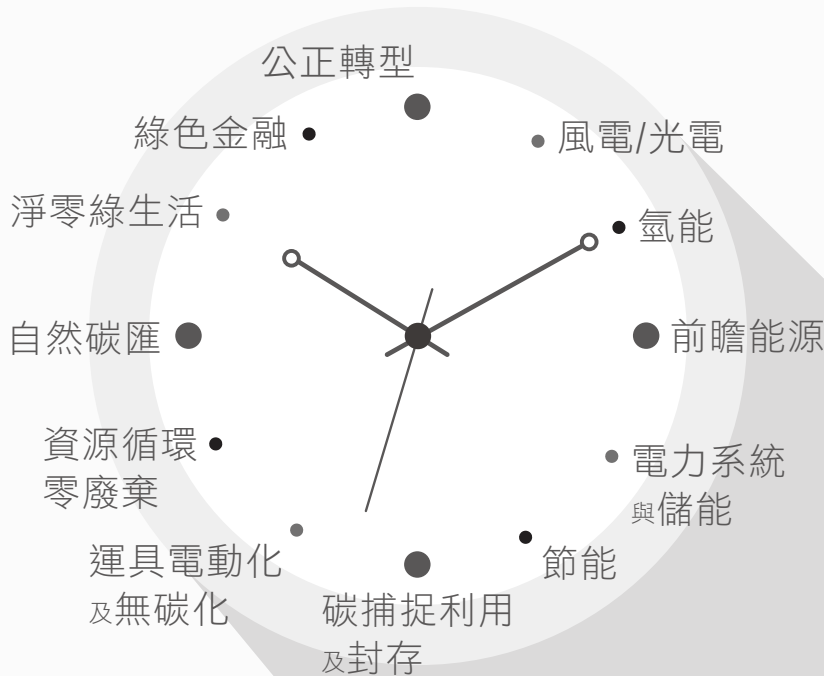 公正轉型
綠色金融
風電/光電
淨零綠生活
氫能
自然碳匯
前瞻能源
資源循環
零廢棄
電力系統
與儲能
運具電動化
及無碳化
節能
碳捕捉利用
及封存